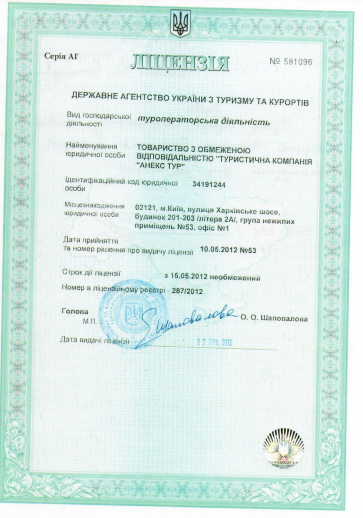 Серія АГ
ЛІЦЕНЗІЯ
№ 581096
ДЕРЖАВНЕ АГЕНТСТВО УКРАЇНИ З ТУРИЗМУ ТА КУРОРТІВ
Вид господарської діяльності туроператорська діяльність
Найменування юридичної особи
ТОВАРИСТВО З ОБМЕЖЕНОЮ
ВІДПОВІДАЛЬНІСТЮ "ТУРИСТИЧНА КОМПАНІЯ
"АНЕКС ТУР"
Ідентифікаційний код юридичної особи 34191244
Місцезнаходження юридичної особи
02121, м.Київ, вулиця Харківське шосе,
будинок 201-203 /літера 2А/, група нежилих
приміщень №53, офіс №1
Дата прийняття
та номер рішення про видачу ліцензії 10.05.2012 №53
Строк дії ліцензії з 15.05.2012 необмежений
Номер в ліцензійному реєстрі - 287/2012
Голова
М.П.
О. О. Шаповалова
Дата видачі ліцензії
2012